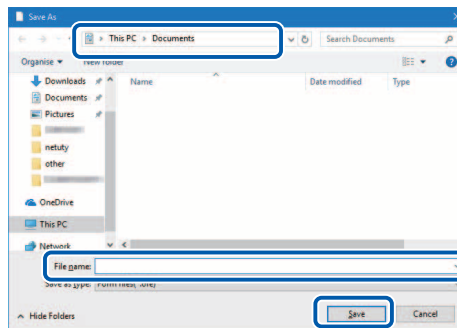 Save As
This PC > Documents
Search Documents
Organise
New folder
Downloads
Documents
Pictures
netuty
other
OneDrive
This PC
Network
Name
Date modified
Type
File name:
Save as type:
Hide Folders
Save
Cancel